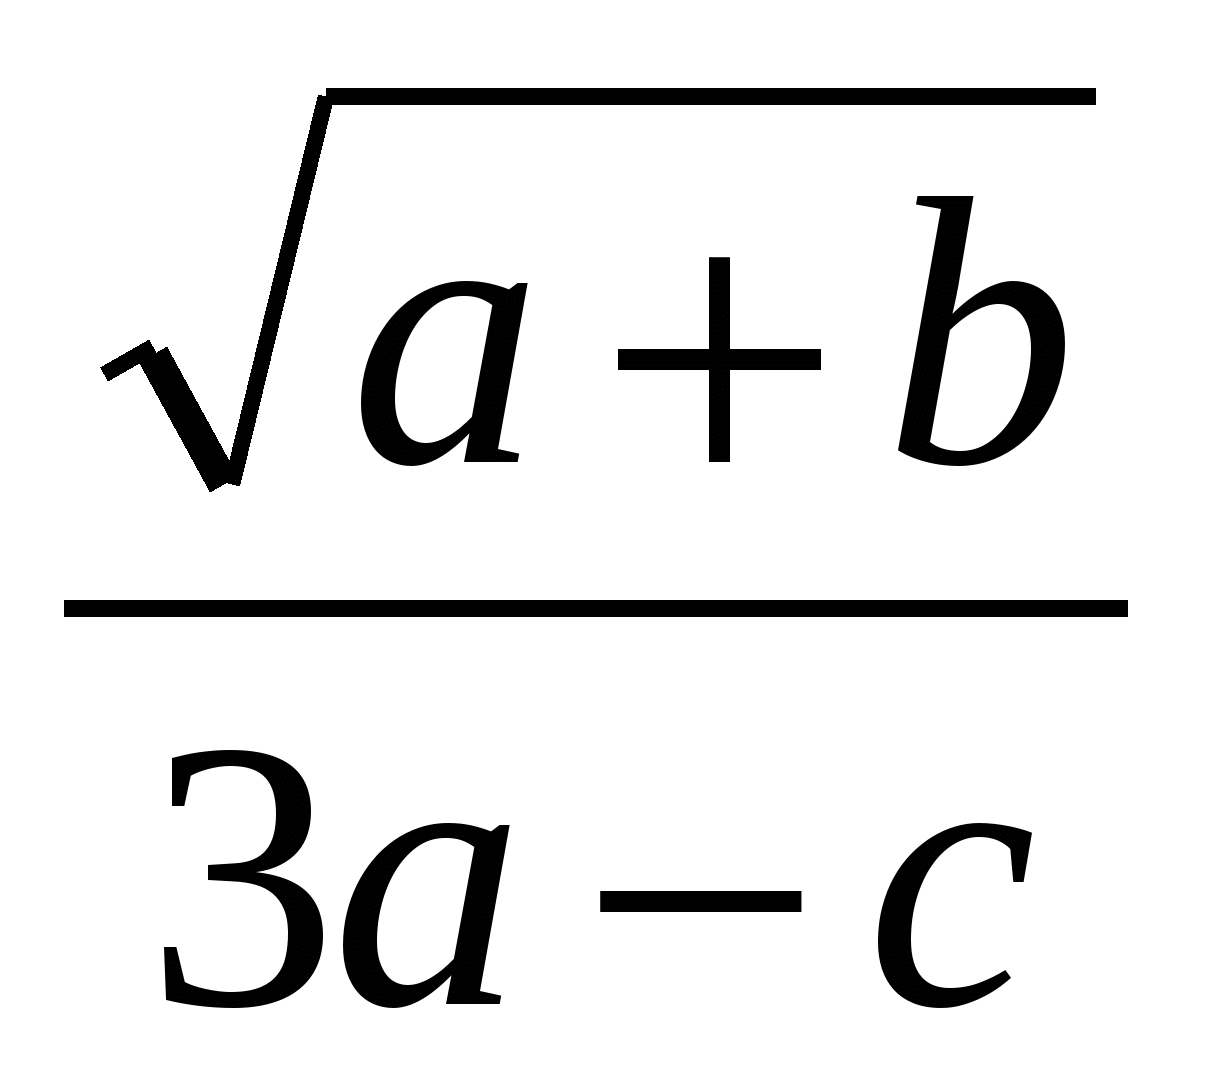 √(a + b)
3a − c